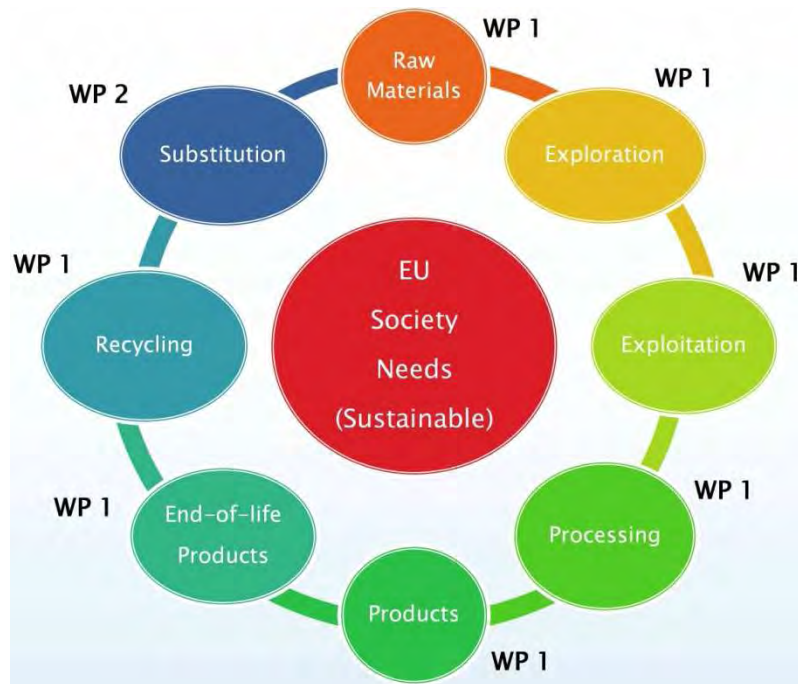 WP 1
Raw
Materials
WP 1
Exploration
WP 1
Exploitation
WP 1
Processing
WP 1
Products
WP 1
End-of-life
Products
WP 1
Recycling
WP 2
Substitution
EU
Society
Needs
(Sustainable)